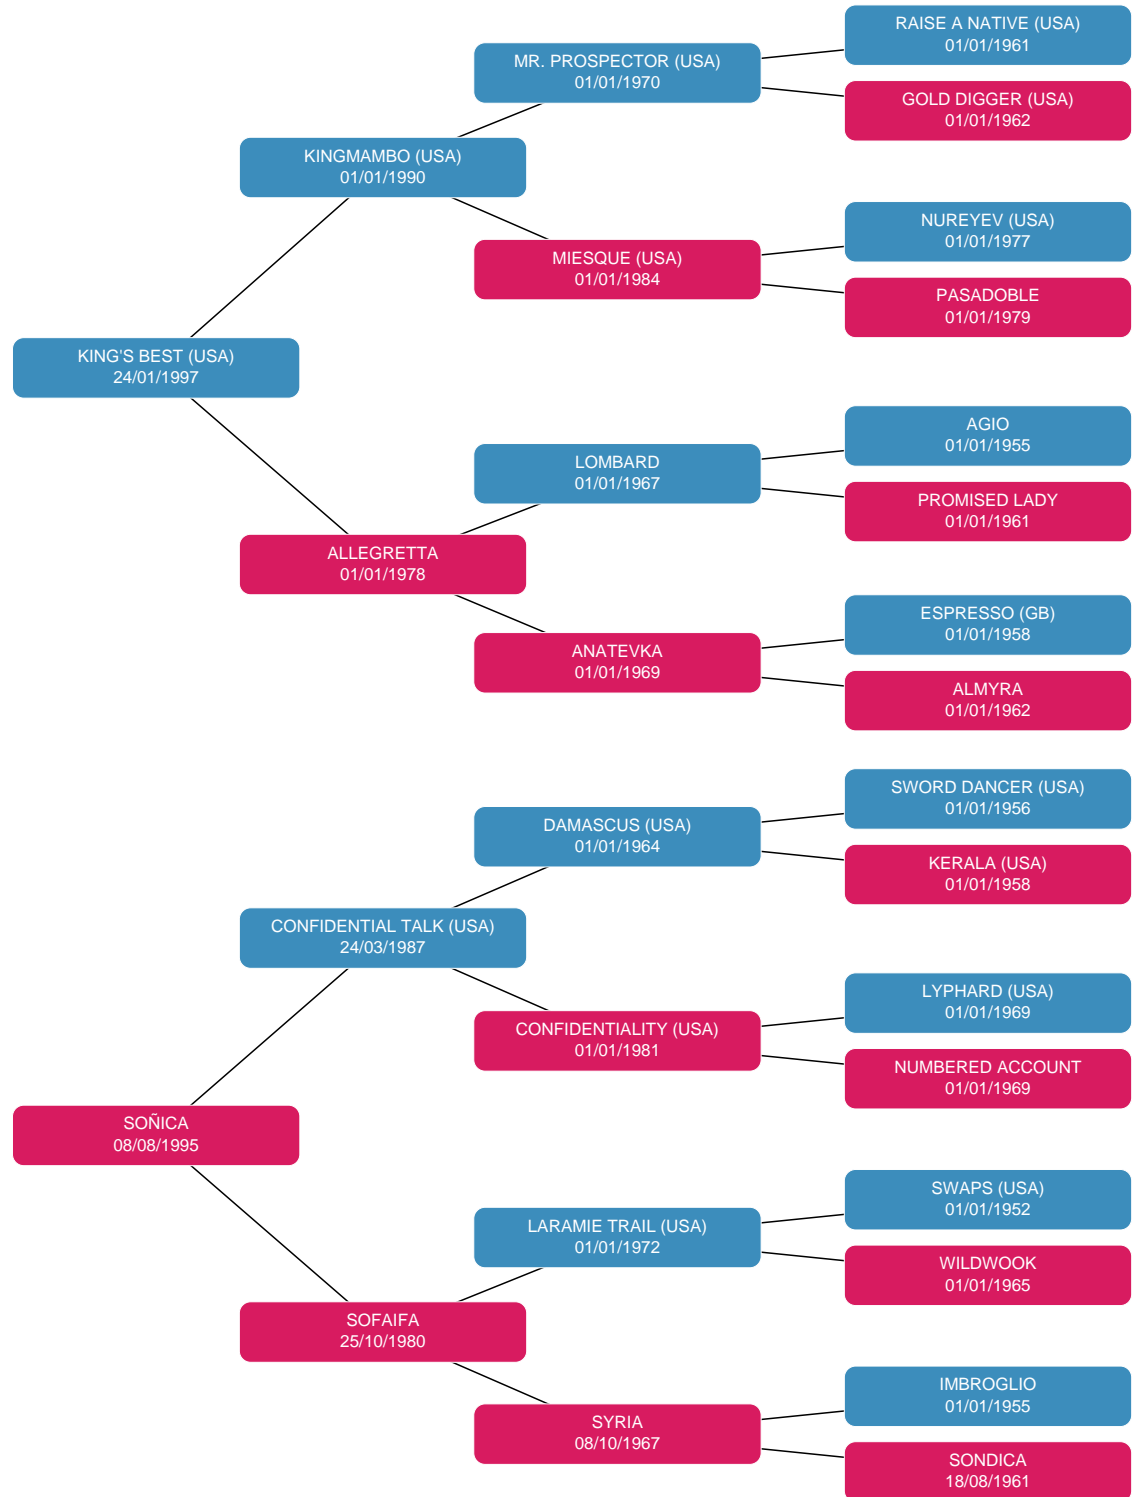 RAISE A NATIVE (USA)
01/01/1961
MR. PROSPECTOR (USA)
01/01/1970
GOLD DIGGER (USA)
01/01/1962
KINGMAMBO (USA)
01/01/1990
NUREYEV (USA)
01/01/1977
MIESQUE (USA)
01/01/1984
PASADOBLE
01/01/1979
KING'S BEST (USA)
24/01/1997
AGIO
01/01/1955
LOMBARD
01/01/1967
PROMISED LADY
01/01/1961
ALLEGRETTA
01/01/1978
ESPRESSO (GB)
01/01/1958
ANATEVKA
01/01/1969
ALMYRA
01/01/1962
SWORD DANCER (USA)
01/01/1956
DAMASCUS (USA)
01/01/1964
KERALA (USA)
01/01/1958
CONFIDENTIAL TALK (USA)
24/03/1987
LYPHARD (USA)
01/01/1969
CONFIDENTIALITY (USA)
01/01/1981
NUMBERED ACCOUNT
01/01/1969
SOÑICA
08/08/1995
SWAPS (USA)
01/01/1952
LARAMIE TRAIL (USA)
01/01/1972
WILDWOOK
01/01/1965
SOFAIFA
25/10/1980
IMBROGLIO
01/01/1955
SYRIA
08/10/1967
SONDICA
18/08/1961